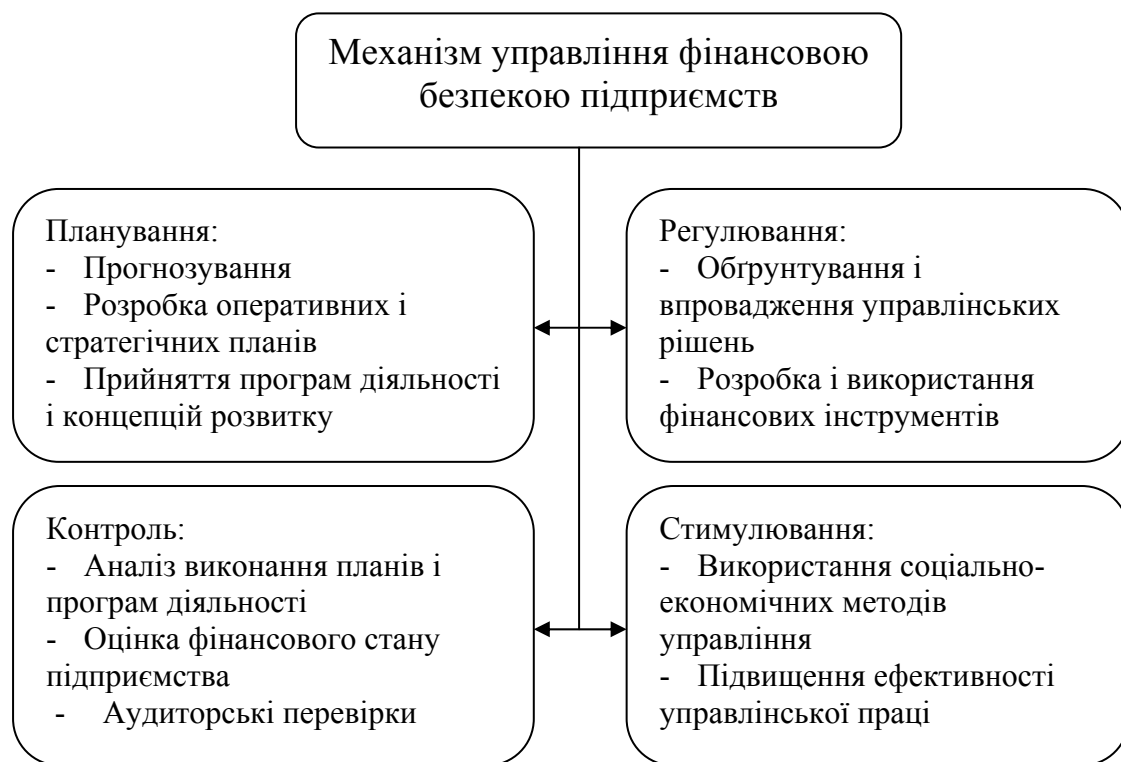 Механізм управління фінансовою
безпекою підприємств
Планування:
- Прогнозування
- Розробка оперативних і
стратегічних планів
- Прийняття програм діяльності
і концепцій розвитку
Регулювання:
- Обґрунтування і
впровадження управлінських
рішень
- Розробка і використання
фінансових інструментів
Контроль:
- Аналіз виконання планів і
програм діяльності
- Оцінка фінансового стану
підприємства
- Аудиторські перевірки
Стимулювання:
- Використання соціально-
економічних методів
управління
- Підвищення ефективності
управлінської праці